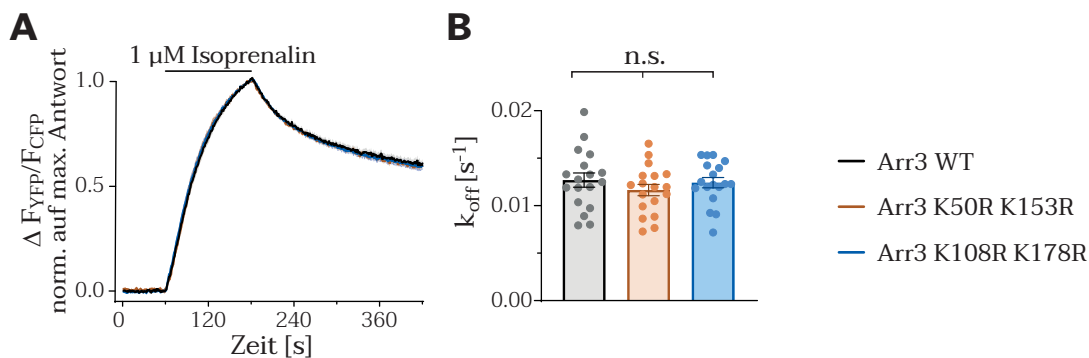 A
1 µM Isoprenalin
Δ F_YFP/F_CFP
norm. auf max. Antwort
1.0
0.5
0.0
0
120
240
360
Zeit [s]
B
n.s.
k_off [s⁻¹]
0.02
0.01
0.00
Arr3 WT
Arr3 K50R K153R
Arr3 K108R K178R